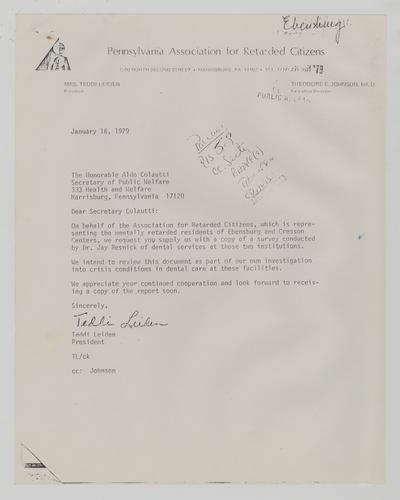 Ebensburg
Pennsylvania Association for Retarded Citizens
MRS. TEDDI LEIDEN
President
THEODORE E. JOHNSON, Ed.D.
Executive Director
January 16, 1979
The Honorable Aldo Colautti
Secretary of Public Welfare
333 Health and Welfare
Harrisburg, Pennsylvania 17120
Dear Secretary Colautti:
On behalf of the Association for Retarded Citizens, which is repre-
senting the mentally retarded residents of Ebensburg and Cresson
Centers, we request you supply us with a copy of a survey conducted
by Dr. Jay Resnick of dental services at those two institutions.
We intend to review this document as part of our own investigation
into crisis conditions in dental care at these facilities.
We appreciate your continued cooperation and look forward to receiv-
ing a copy of the report soon.
Sincerely,
Teddi Leiden
Teddi Leiden
President
TL/ck
cc: Johnson